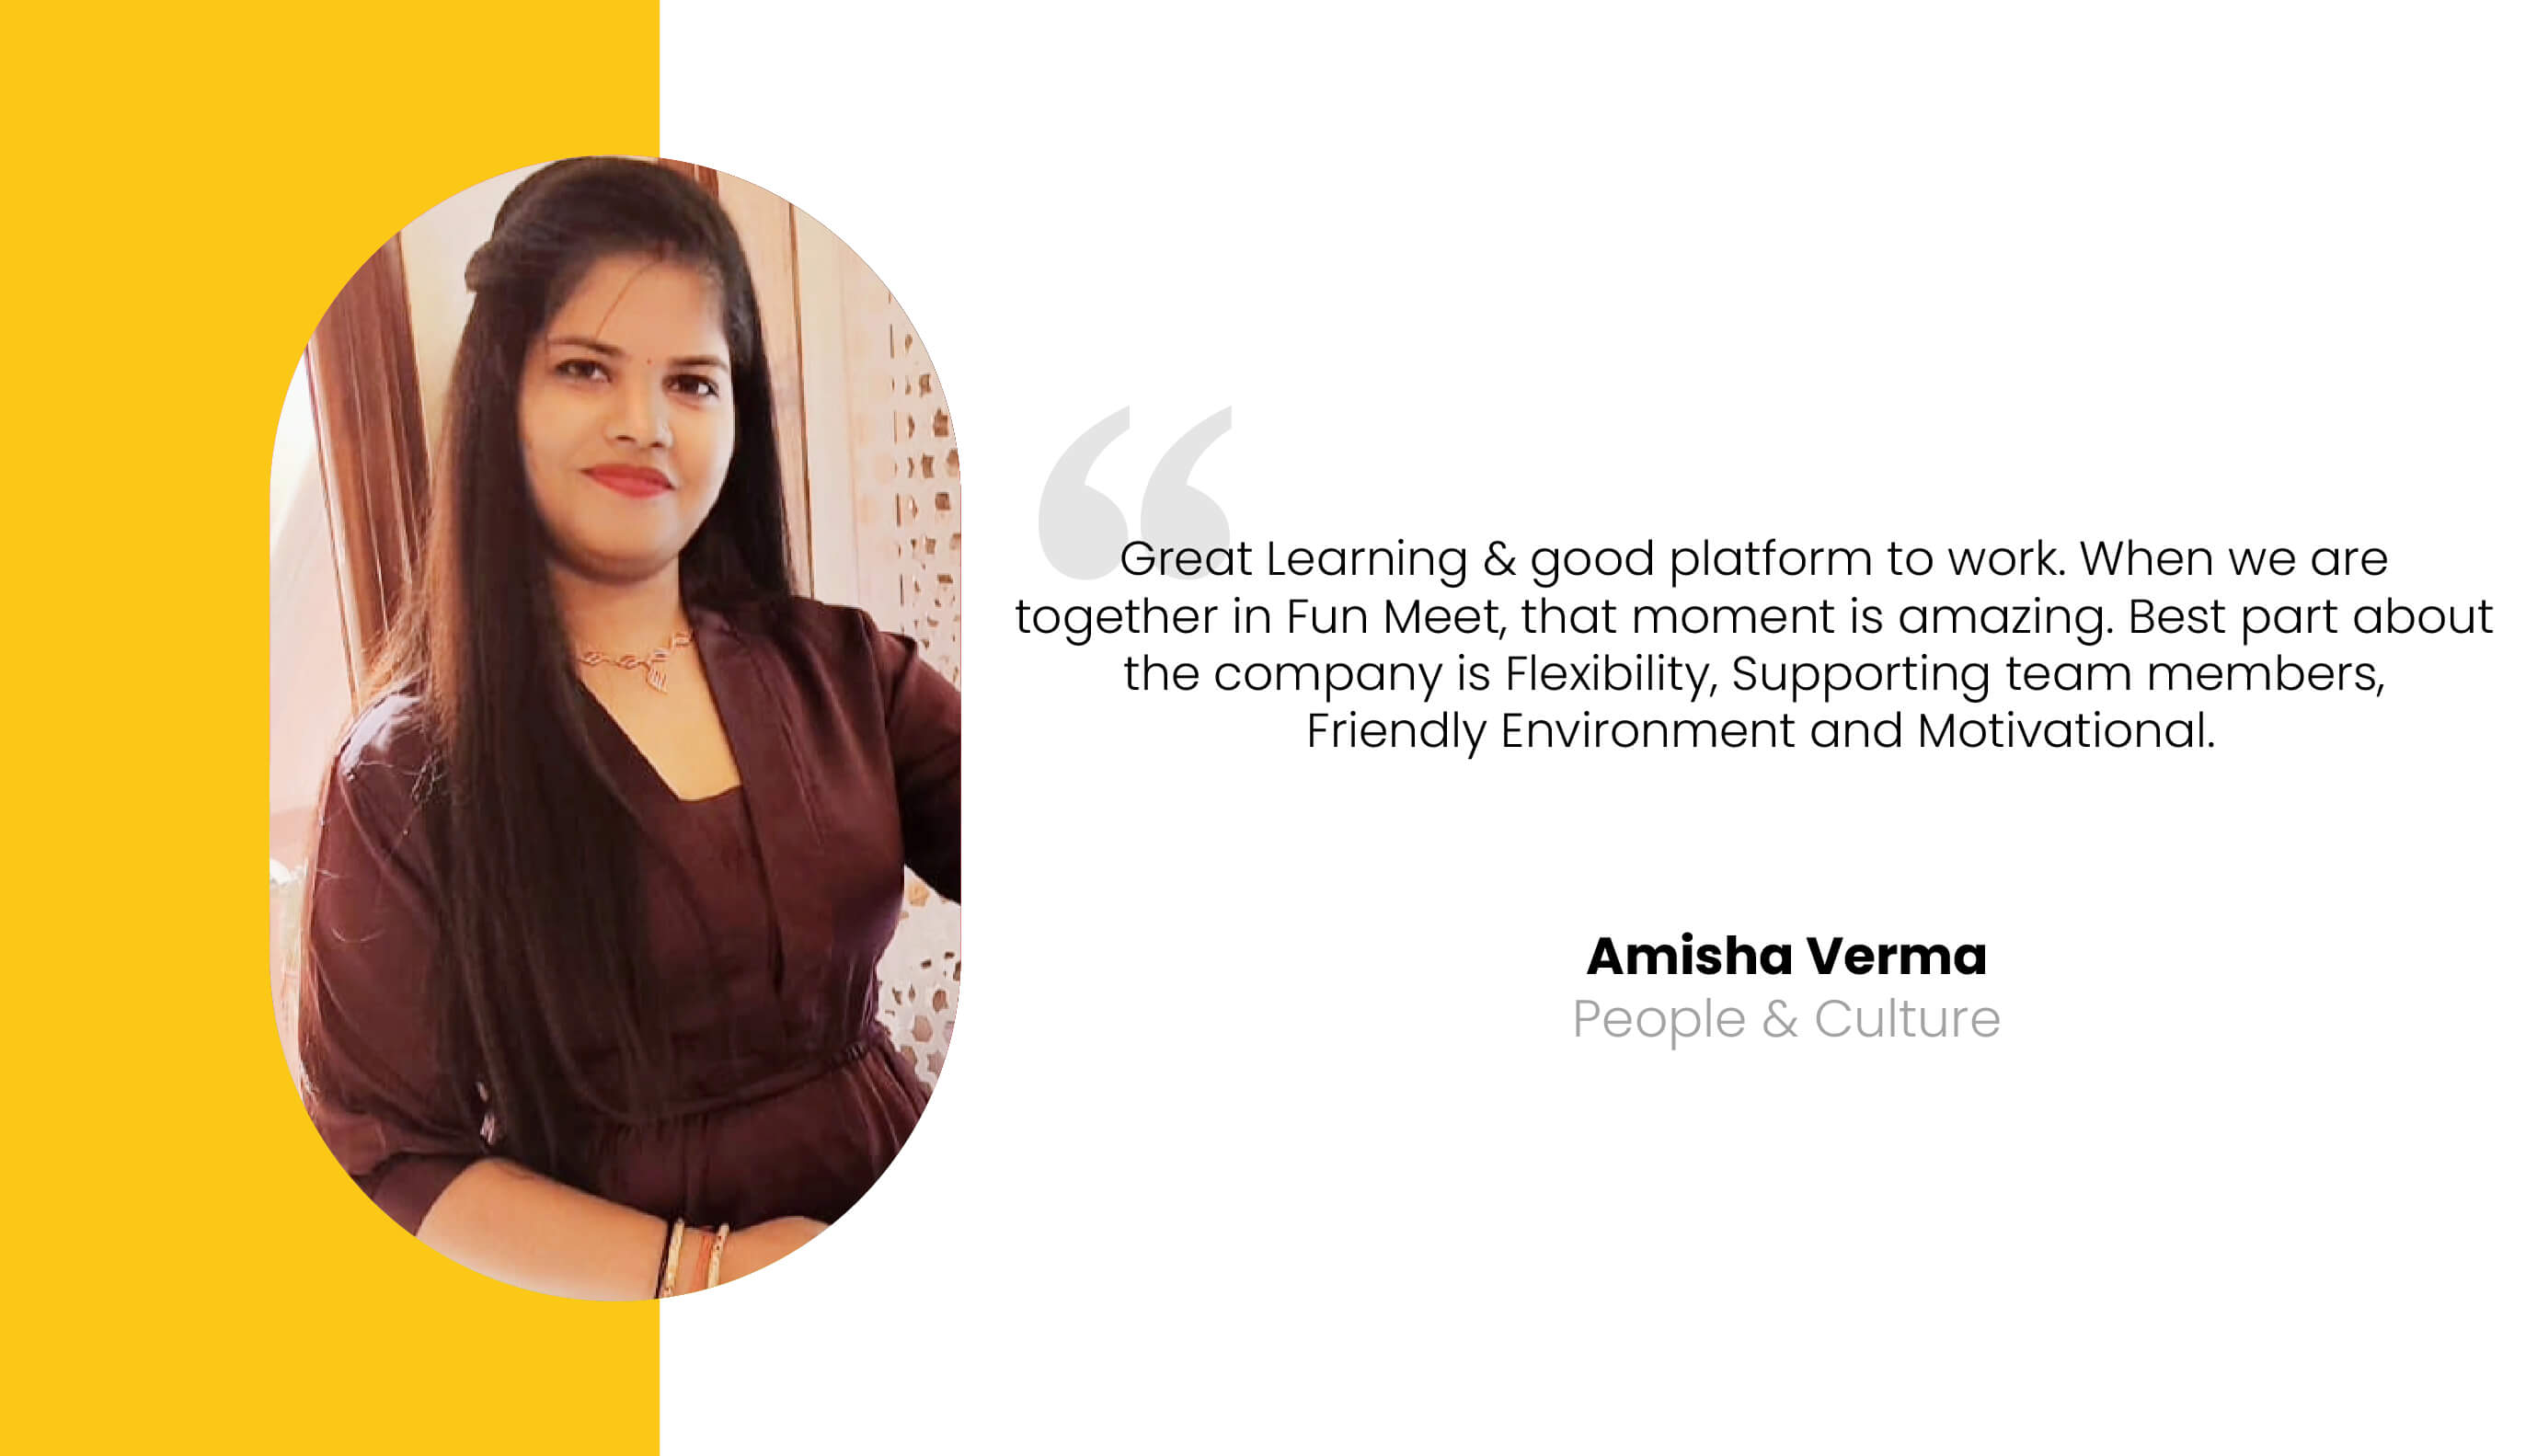 Great Learning & good platform to work. When we are
together in Fun Meet, that moment is amazing. Best part about
the company is Flexibility, Supporting team members,
Friendly Environment and Motivational.
Amisha Verma
People & Culture